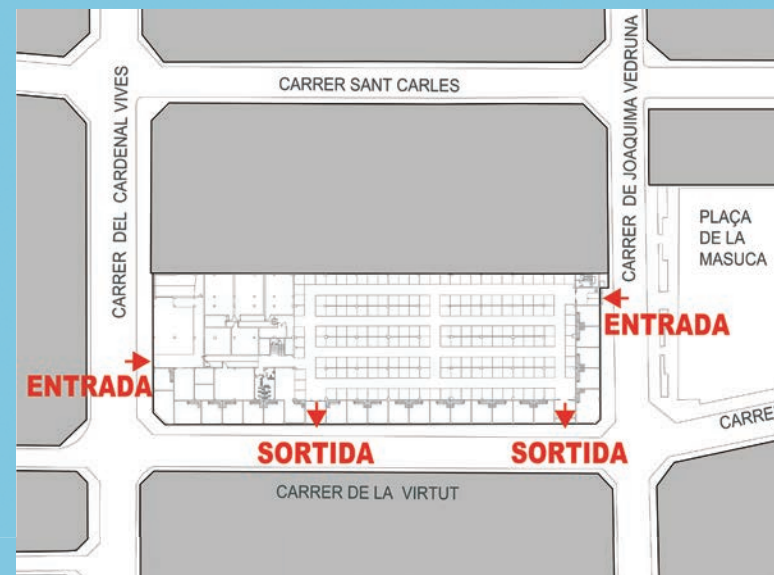 CARRER SANT CARLES
CARRER DEL CARDENAL VIVES
CARRER DE JOAQUIMA VEDRUNA
PLAÇA
DE LA
MASUCA
ENTRADA
ENTRADA
CARRE
SORTIDA
SORTIDA
CARRER DE LA VIRTUT